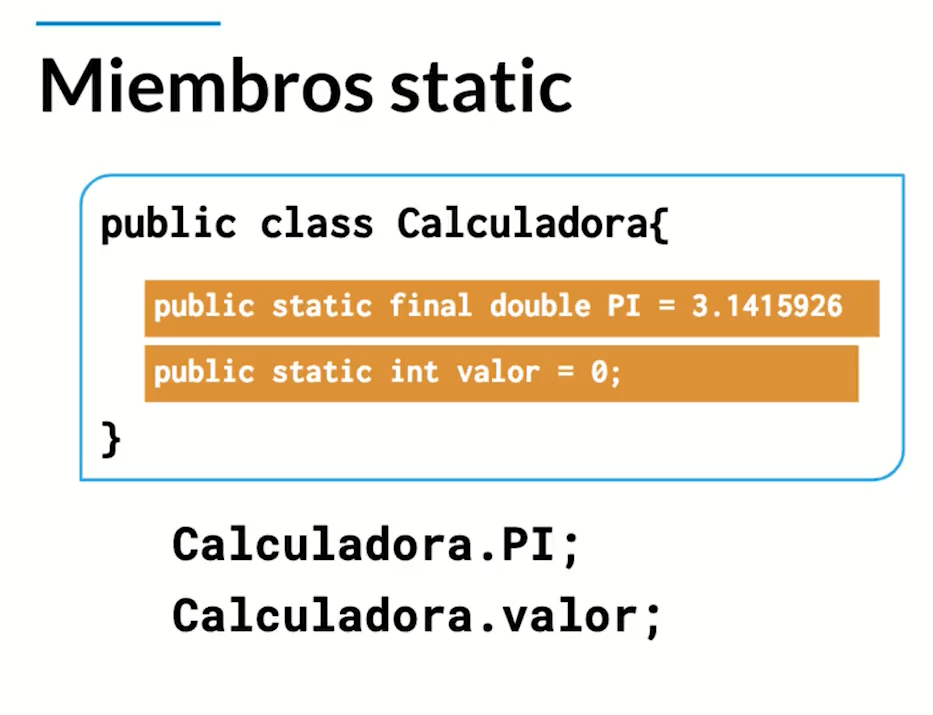 Miembros static
public class Calculadora{
public static final double PI = 3.1415926
public static int valor = 0;
}
Calculadora.PI;
Calculadora.valor;